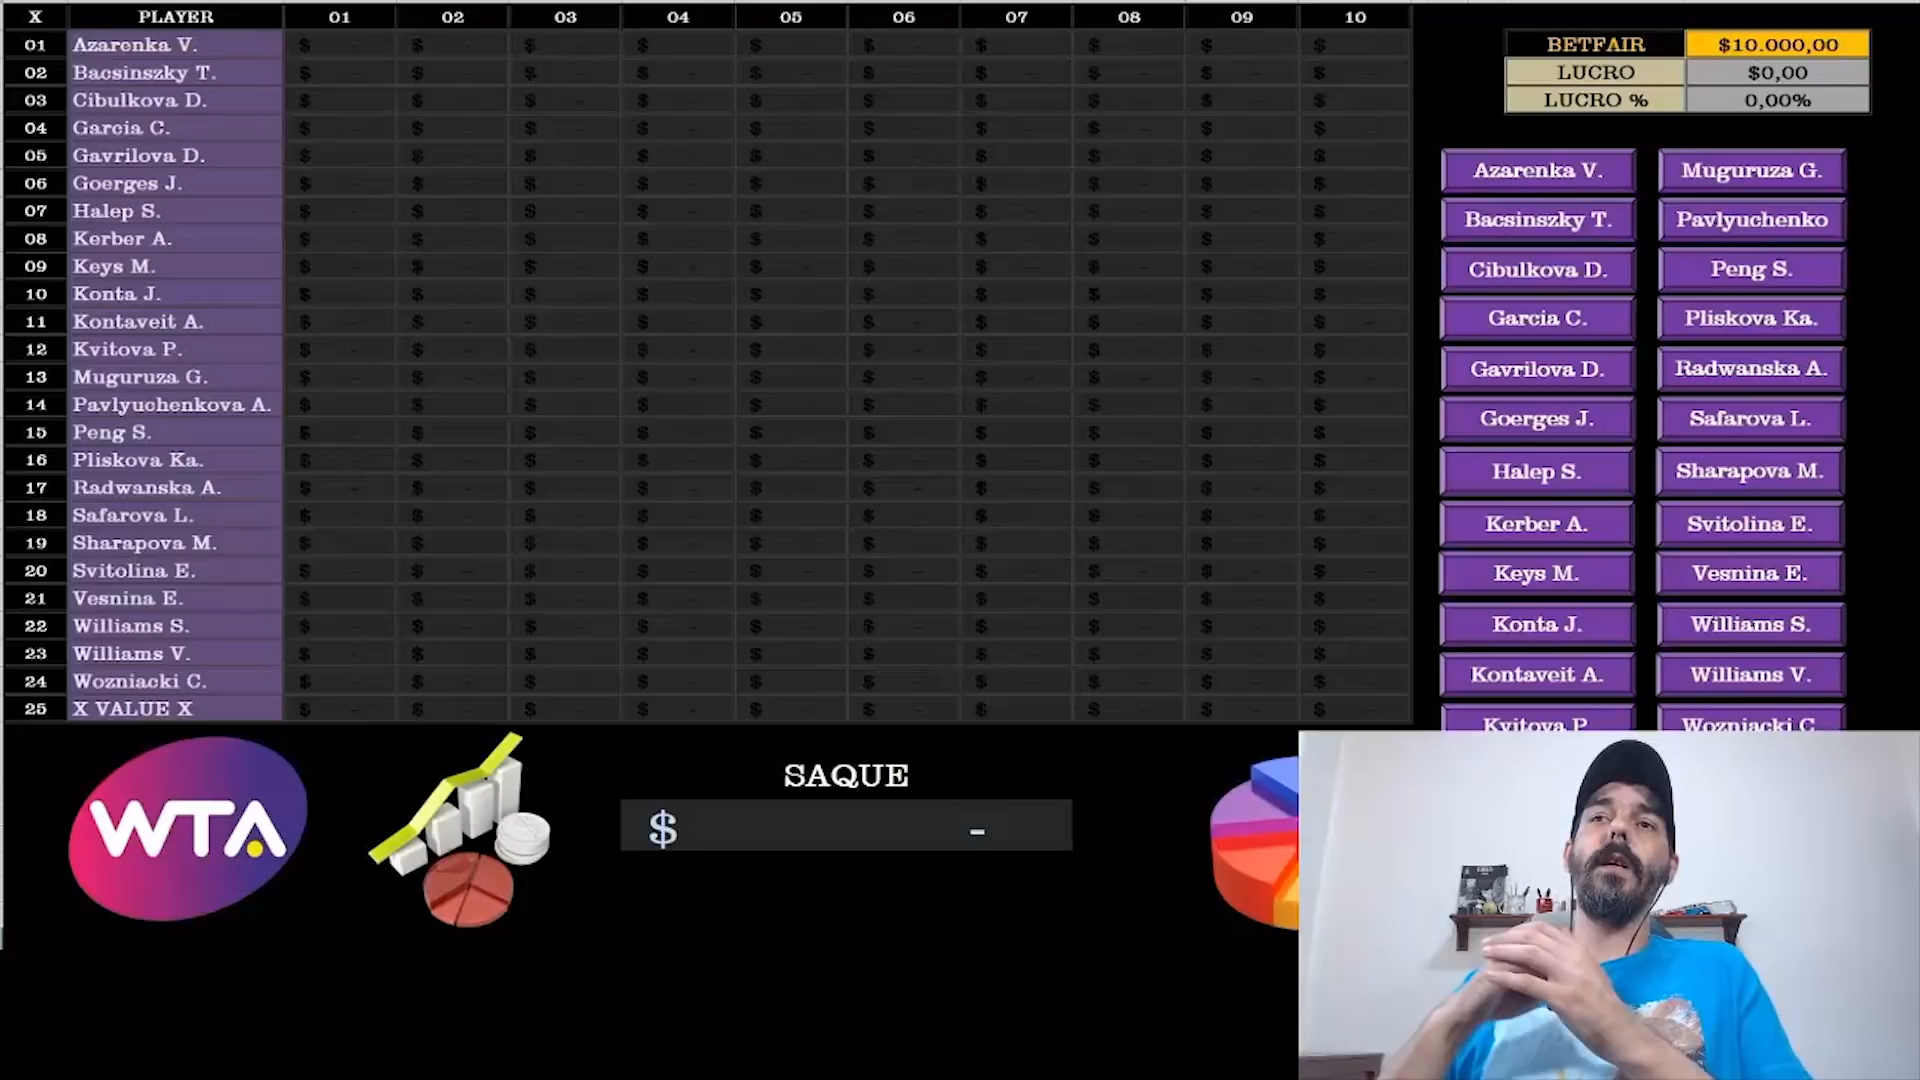 X PLAYER 01 02 03 04 05 06 07 08 09 10
01 Azarenka V. $ - $ - $ - $ - $ - $ - $ - $ - $ - $ -
02 Bacsinszky T. $ - $ - $ - $ - $ - $ - $ - $ - $ - $ -
03 Cibulkova D. $ - $ - $ - $ - $ - $ - $ - $ - $ - $ -
04 Garcia C. $ - $ - $ - $ - $ - $ - $ - $ - $ - $ -
05 Gavrilova D. $ - $ - $ - $ - $ - $ - $ - $ - $ - $ -
06 Goerges J. $ - $ - $ - $ - $ - $ - $ - $ - $ - $ -
07 Halep S. $ - $ - $ - $ - $ - $ - $ - $ - $ - $ -
08 Kerber A. $ - $ - $ - $ - $ - $ - $ - $ - $ - $ -
09 Keys M. $ - $ - $ - $ - $ - $ - $ - $ - $ - $ -
10 Konta J. $ - $ - $ - $ - $ - $ - $ - $ - $ - $ -
11 Kontaveit A. $ - $ - $ - $ - $ - $ - $ - $ - $ - $ -
12 Kvitova P. $ - $ - $ - $ - $ - $ - $ - $ - $ - $ -
13 Muguruza G. $ - $ - $ - $ - $ - $ - $ - $ - $ - $ -
14 Pavlyuchenkova A. $ - $ - $ - $ - $ - $ - $ - $ - $ - $ -
15 Peng S. $ - $ - $ - $ - $ - $ - $ - $ - $ - $ -
16 Pliskova Ka. $ - $ - $ - $ - $ - $ - $ - $ - $ - $ -
17 Radwanska A. $ - $ - $ - $ - $ - $ - $ - $ - $ - $ -
18 Safarova L. $ - $ - $ - $ - $ - $ - $ - $ - $ - $ -
19 Sharapova M. $ - $ - $ - $ - $ - $ - $ - $ - $ - $ -
20 Svitolina E. $ - $ - $ - $ - $ - $ - $ - $ - $ - $ -
21 Vesnina E. $ - $ - $ - $ - $ - $ - $ - $ - $ - $ -
22 Williams S. $ - $ - $ - $ - $ - $ - $ - $ - $ - $ -
23 Williams V. $ - $ - $ - $ - $ - $ - $ - $ - $ - $ -
24 Wozniacki C. $ - $ - $ - $ - $ - $ - $ - $ - $ - $ -
25 X VALUE X $ - $ - $ - $ - $ - $ - $ - $ - $ - $ -
BETFAIR $10.000,00
LUCRO $0,00
LUCRO % 0,00%
Azarenka V. Muguruza G.
Bacsinszky T. Pavlyuchenko
Cibulkova D. Peng S.
Garcia C. Pliskova Ka.
Gavrilova D. Radwanska A.
Goerges J. Safarova L.
Halep S. Sharapova M.
Kerber A. Svitolina E.
Keys M. Vesnina E.
Konta J. Williams S.
Kontaveit A. Williams V.
Kvitova P. Wozniacki C.
WTA
SAQUE
$ -